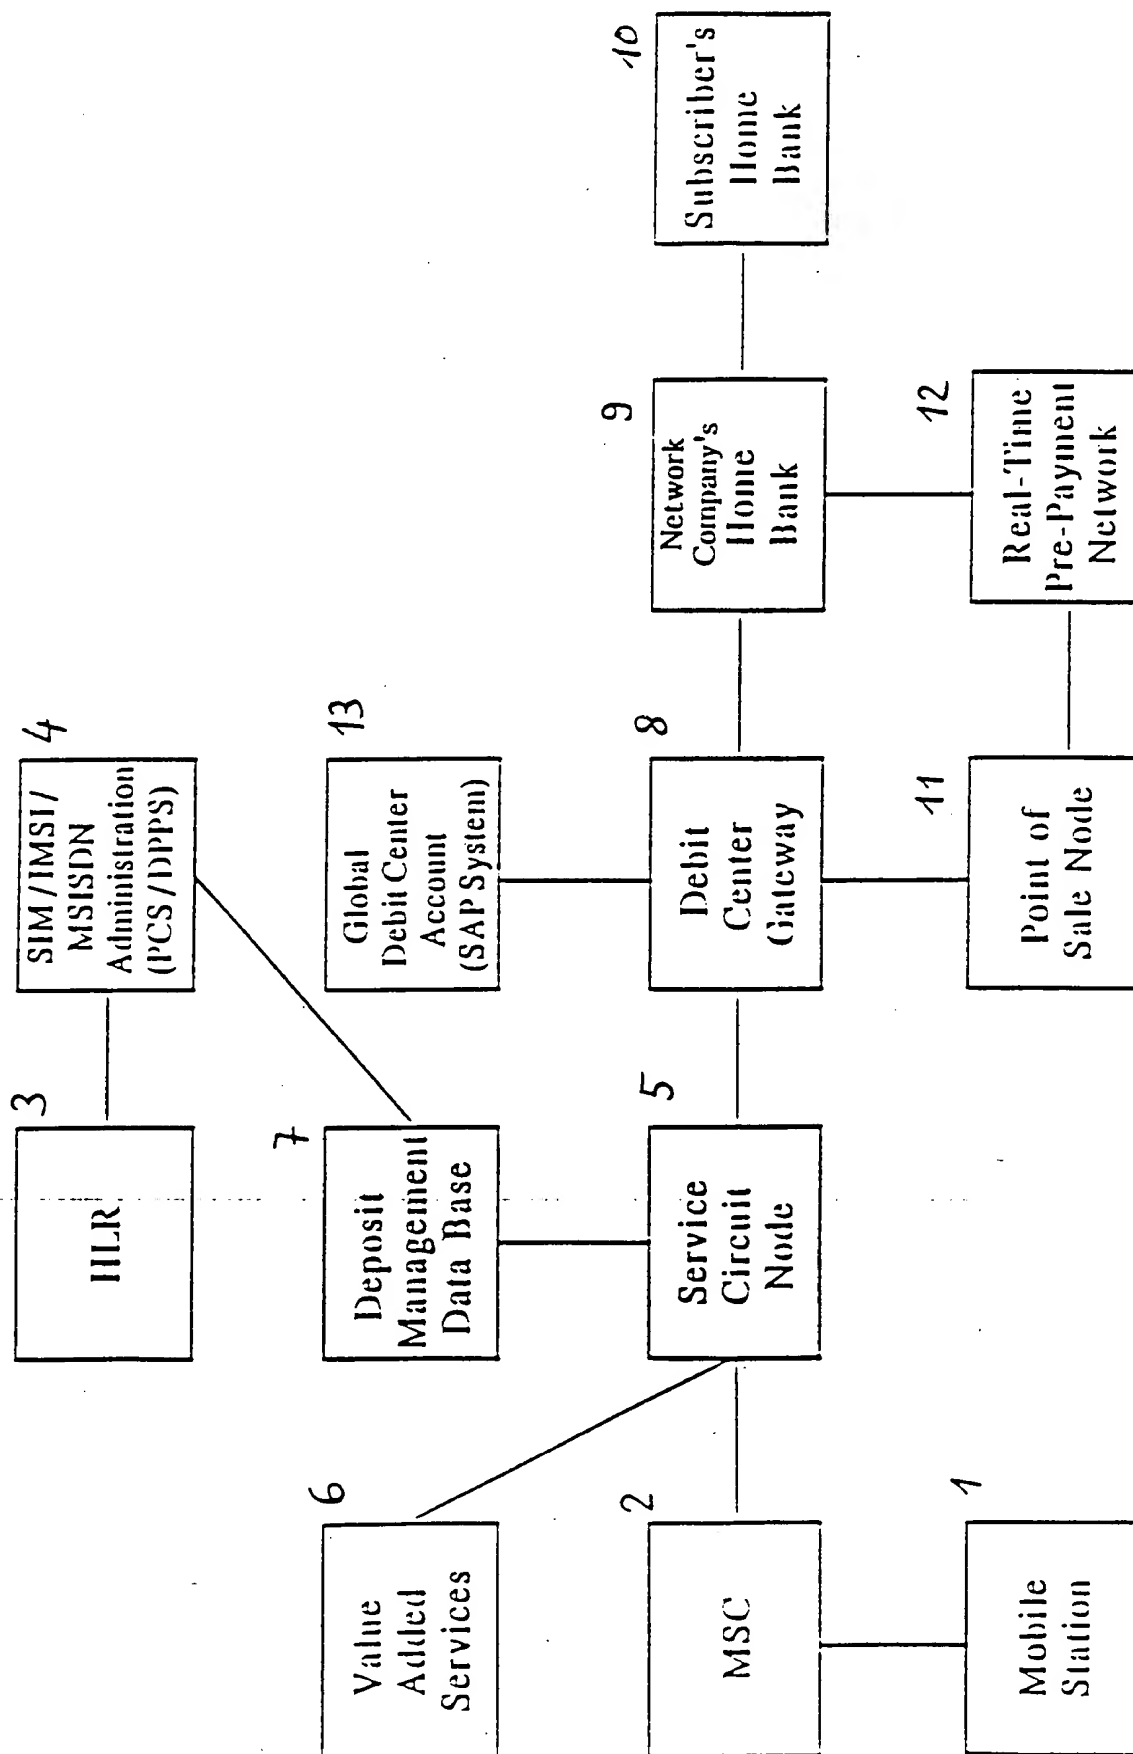 3
HLR
4
SIM/IMSI/
MSISDN
Administration
(PCS/DPPS)
6
Value
Added
Services
7
Deposit
Management
Data Base
13
Global
Debit Center
Account
(SAP System)
2
MSC
5
Service
Circuit
Node
8
Debit
Center
Gateway
9
Network
Company's
Home
Bank
10
Subscriber's
Home
Bank
1
Mobile
Station
11
Point of
Sale Node
12
Real-Time
Pre-Payment
Network